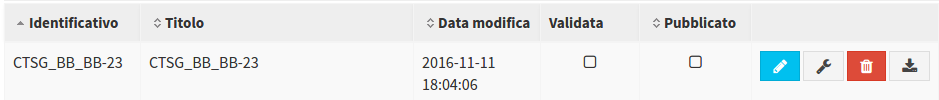 Identificativo Titolo Data modifica Validata Pubblicato
CTSG_BB_BB-23 CTSG_BB_BB-23 2016-11-11
18:04:06